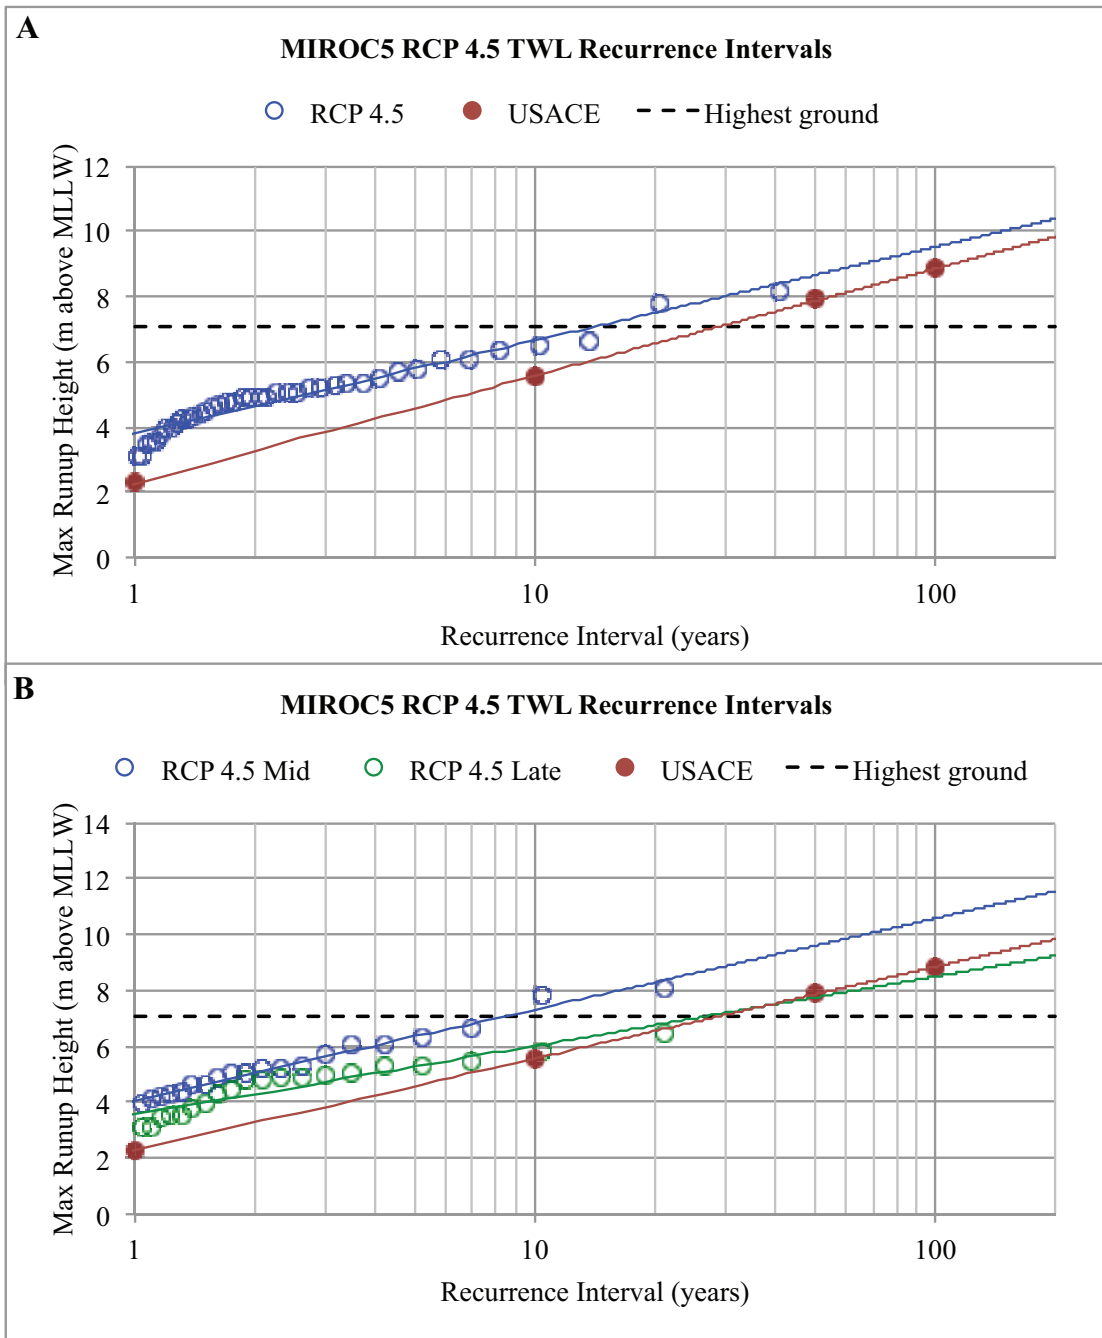 A
MIROC5 RCP 4.5 TWL Recurrence Intervals
RCP 4.5 USACE Highest ground
Max Runup Height (m above MLLW)
12
10
8
6
4
2
0
1 10 100
Recurrence Interval (years)
B
MIROC5 RCP 4.5 TWL Recurrence Intervals
RCP 4.5 Mid RCP 4.5 Late USACE Highest ground
Max Runup Height (m above MLLW)
14
12
10
8
6
4
2
0
1 10 100
Recurrence Interval (years)